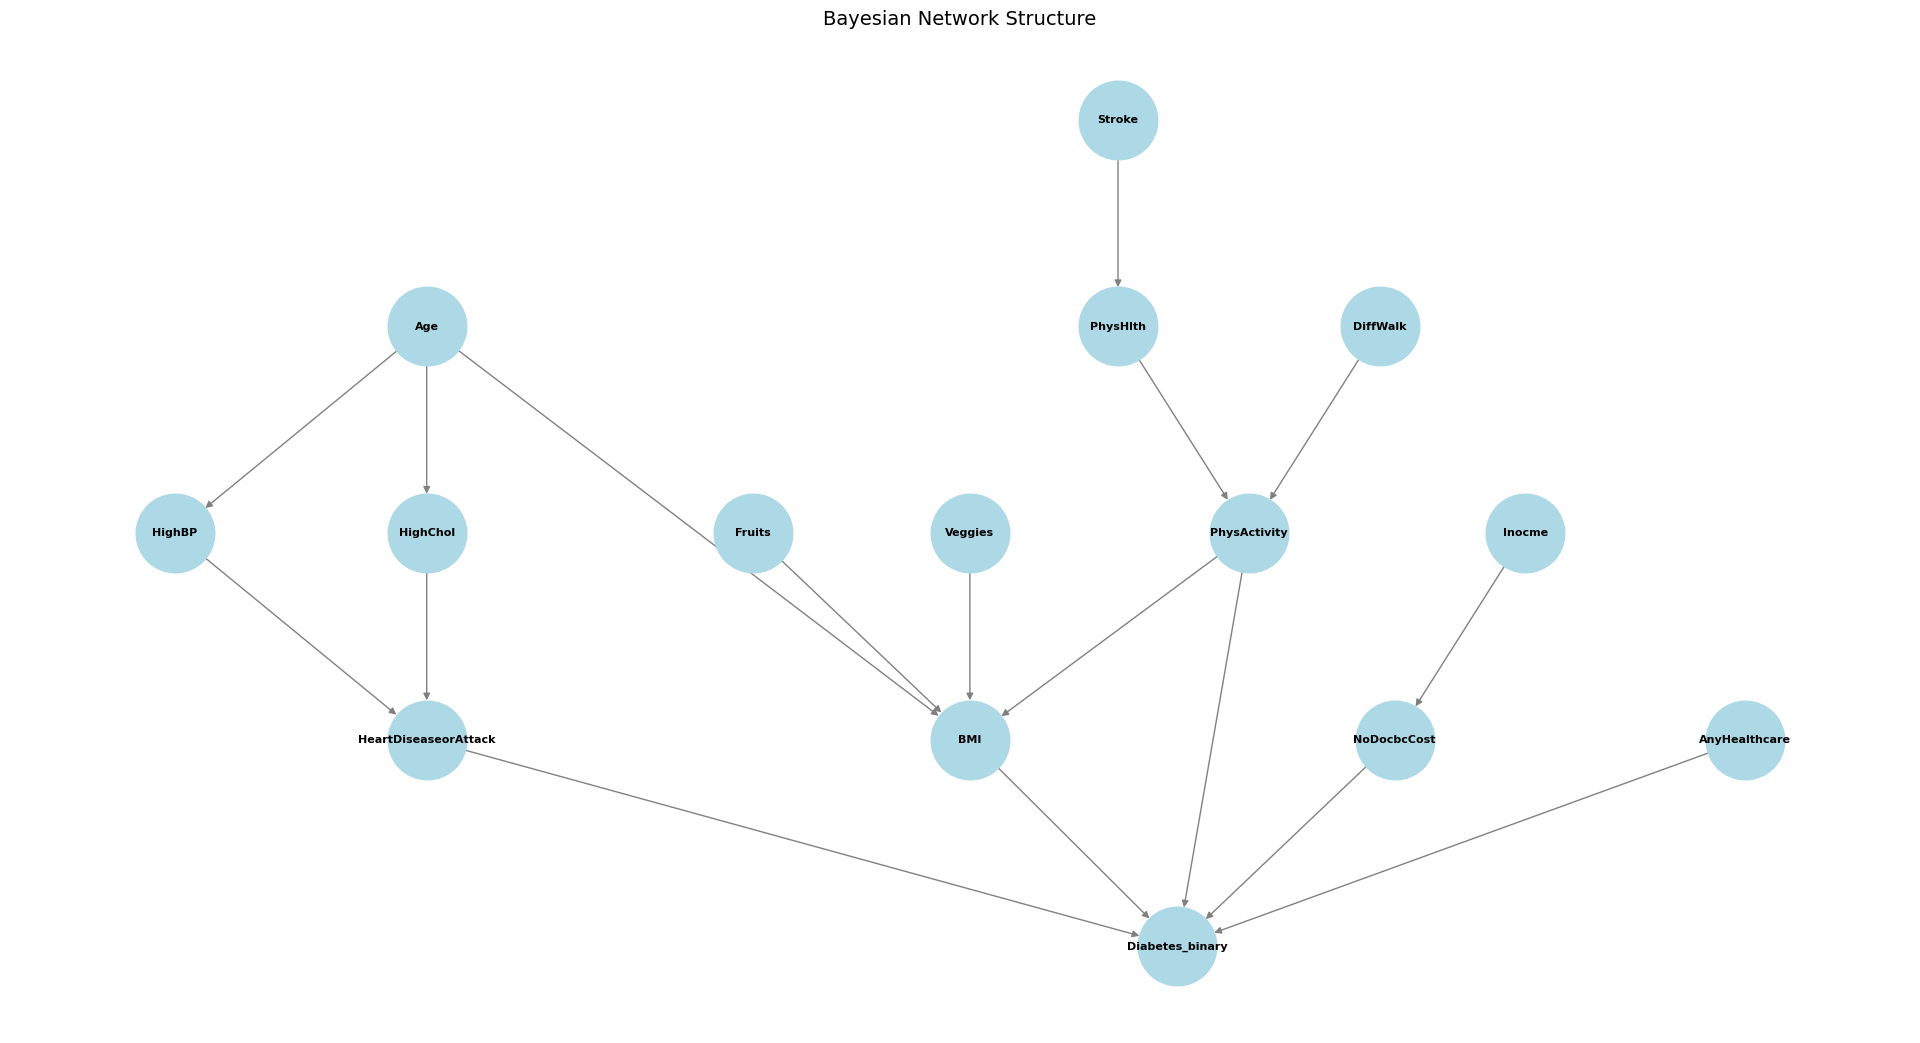 Bayesian Network Structure
Stroke
Age
PhysHlth
DiffWalk
HighBP
HighChol
Fruits
Veggies
PhysActivity
Inocme
HeartDiseaseorAttack
BMI
NoDocbcCost
AnyHealthcare
Diabetes_binary